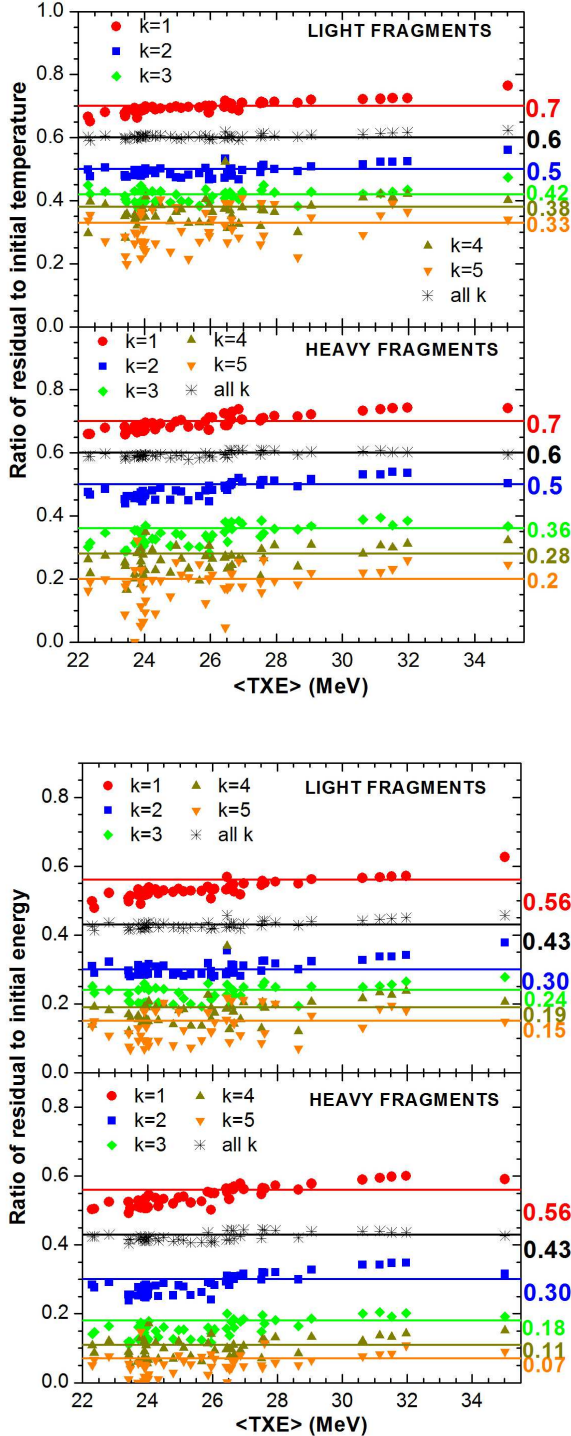 LIGHT FRAGMENTS
k=1
k=2
k=3
k=4
k=5
all k
1.0
0.8
0.6
0.4
0.2
0.0
0.7
0.6
0.5
0.42
0.38
0.33
Ratio of residual to initial temperature
HEAVY FRAGMENTS
k=1
k=4
k=2
k=5
k=3
all k
0.8
0.6
0.4
0.2
0.0
0.7
0.6
0.5
0.36
0.28
0.2
22 24 26 28 30 32 34
<TXE> (MeV)
LIGHT FRAGMENTS
k=1
k=4
k=2
k=5
k=3
all k
0.8
0.6
0.4
0.2
0.0
0.56
0.43
0.30
0.24
0.19
0.15
Ratio of residual to initial energy
HEAVY FRAGMENTS
k=1
k=4
k=2
k=5
k=3
all k
0.8
0.6
0.4
0.2
0.0
0.56
0.43
0.30
0.18
0.11
0.07
22 24 26 28 30 32 34
<TXE> (MeV)